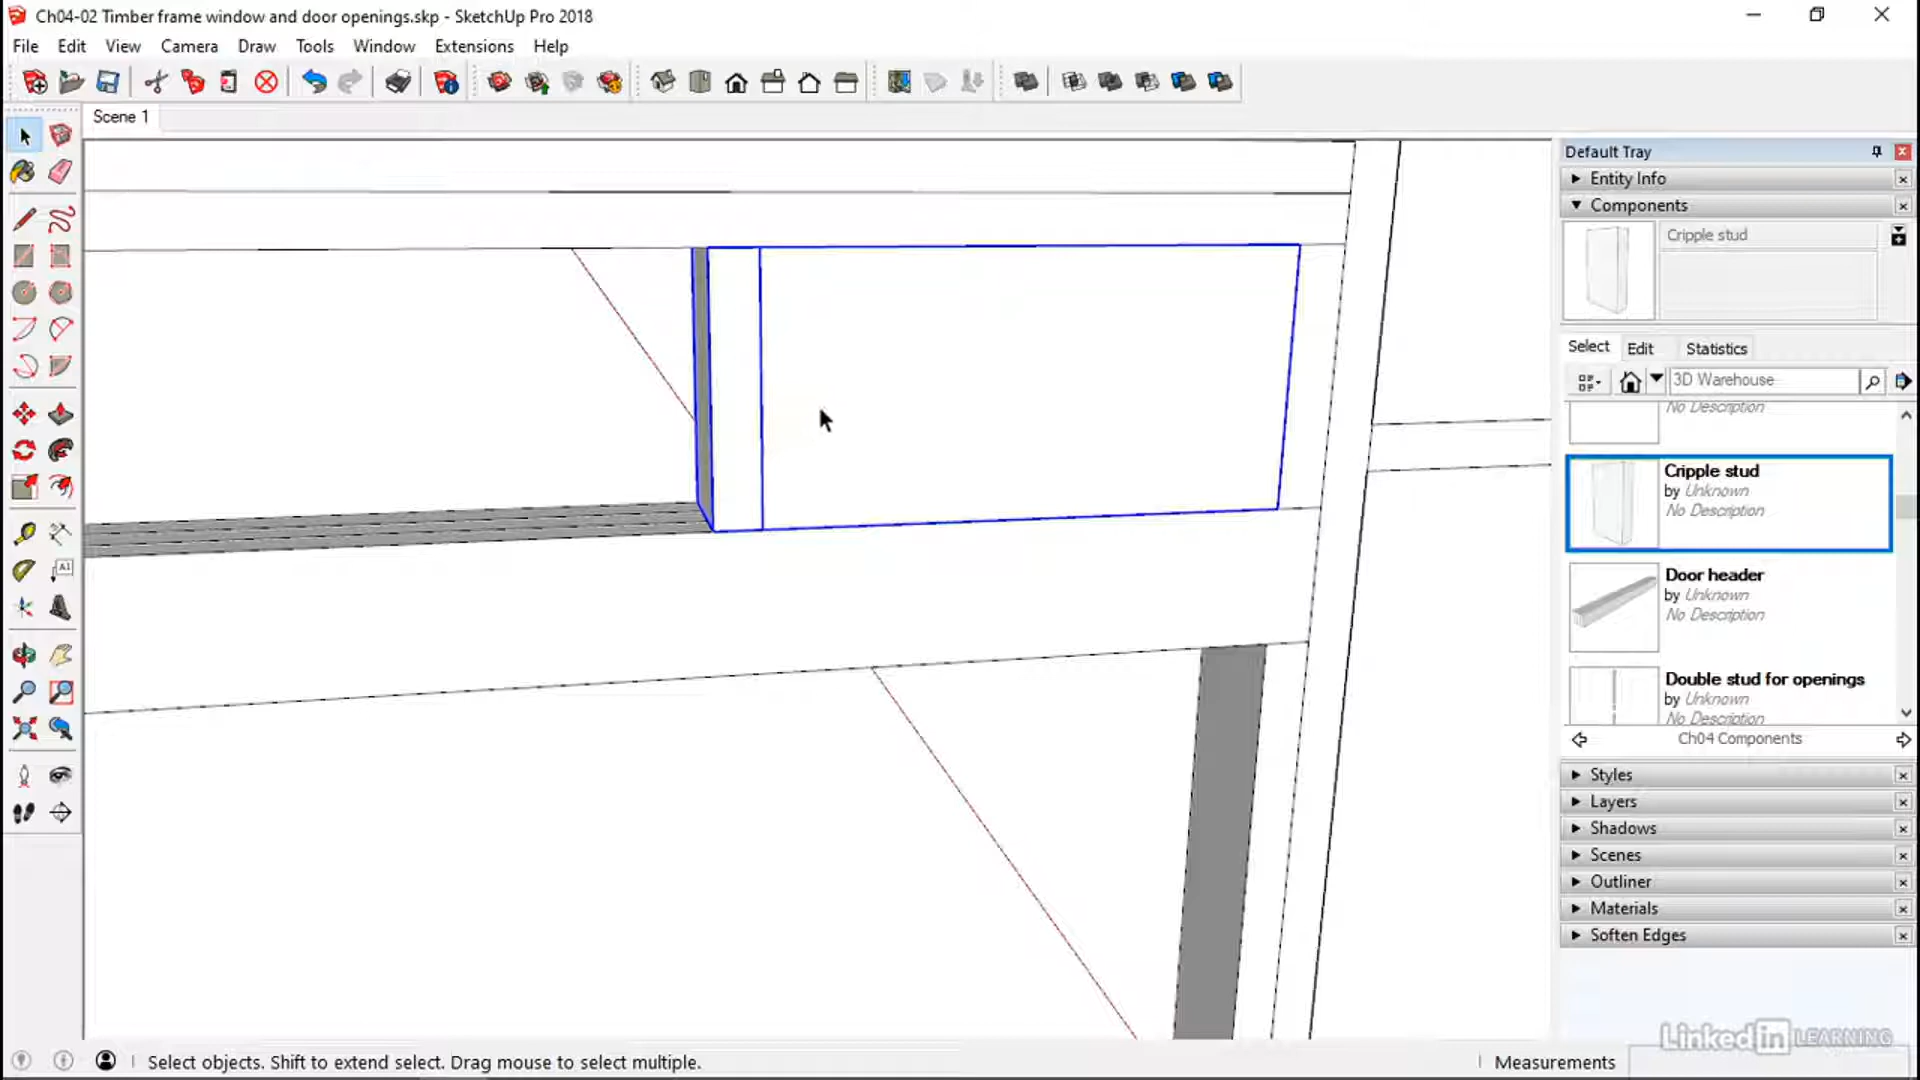 Ch04-02 Timber frame window and door openings.skp - SketchUp Pro 2018
File Edit View Camera Draw Tools Window Extensions Help
Scene 1
Default Tray
Entity Info
Components
Cripple stud
Select Edit Statistics
3D Warehouse
No Description
Cripple stud
by Unknown
No Description
Door header
by Unknown
No Description
Double stud for openings
by Unknown
No Description
Ch04 Components
Styles
Layers
Shadows
Scenes
Outliner
Materials
Soften Edges
A1
Linked in LEARNING
Select objects. Shift to extend select. Drag mouse to select multiple.
Measurements